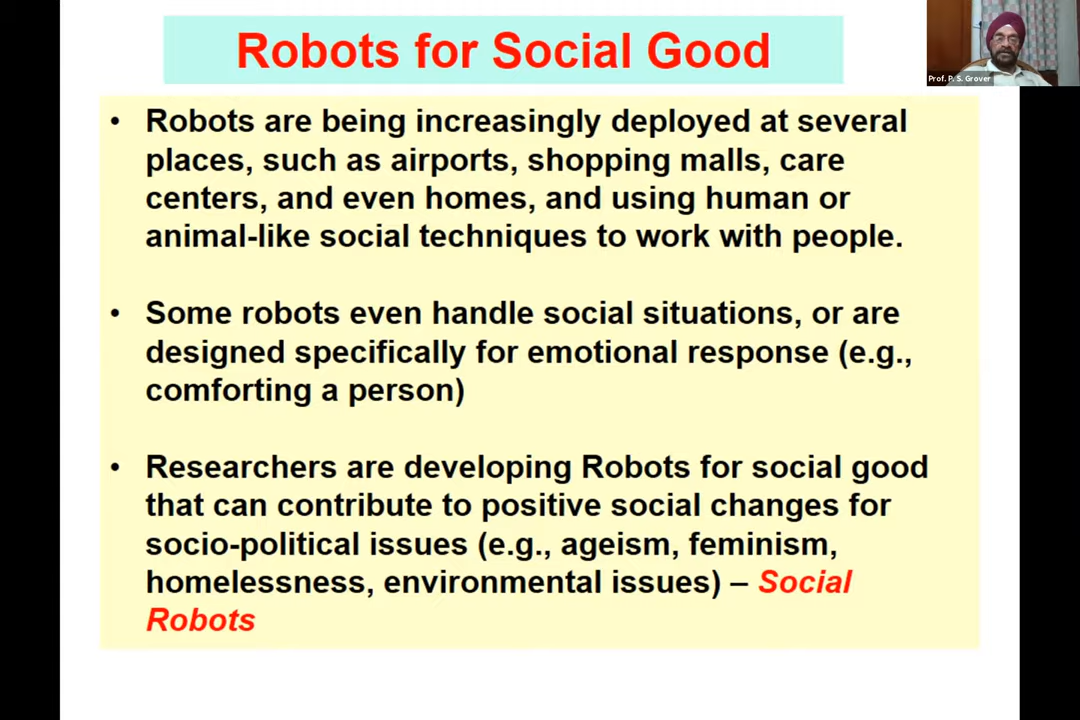 Robots for Social Good
Prof. P. S. Grover
• Robots are being increasingly deployed at several
places, such as airports, shopping malls, care
centers, and even homes, and using human or
animal-like social techniques to work with people.
• Some robots even handle social situations, or are
designed specifically for emotional response (e.g.,
comforting a person)
• Researchers are developing Robots for social good
that can contribute to positive social changes for
socio-political issues (e.g., ageism, feminism,
homelessness, environmental issues) – Social
Robots